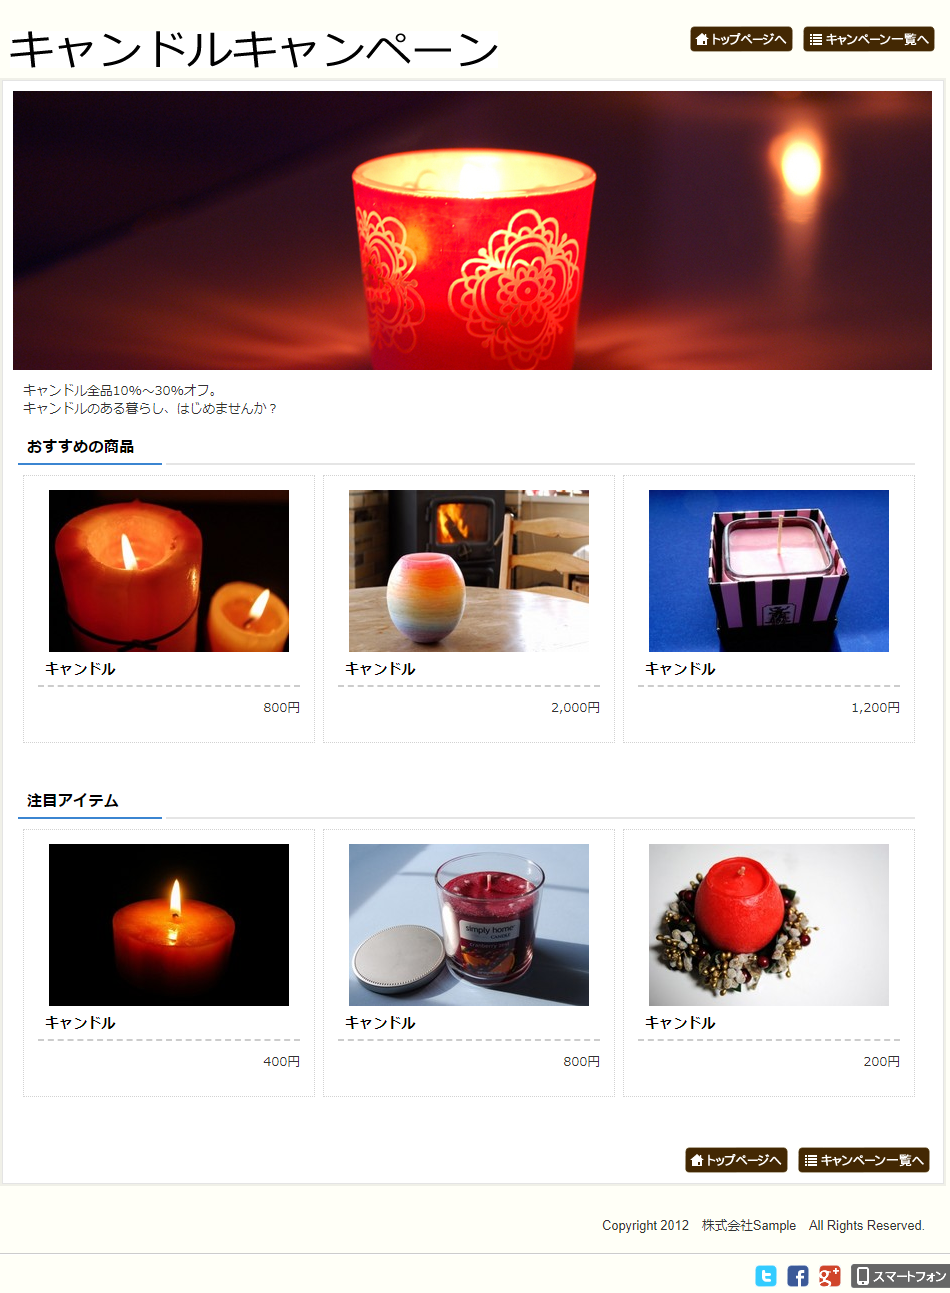 キャンドルキャンペーン
トップページへ
キャンペーン一覧へ
キャンドル全品10%～30%オフ。
キャンドルのある暮らし、はじめませんか？
おすすめの商品
キャンドル
800円
キャンドル
2,000円
キャンドル
1,200円
注目アイテム
キャンドル
400円
simply home
CANDLE
キャンドル
800円
キャンドル
200円
トップページへ
キャンペーン一覧へ
Copyright 2012　株式会社Sample　All Rights Reserved.
スマートフォン